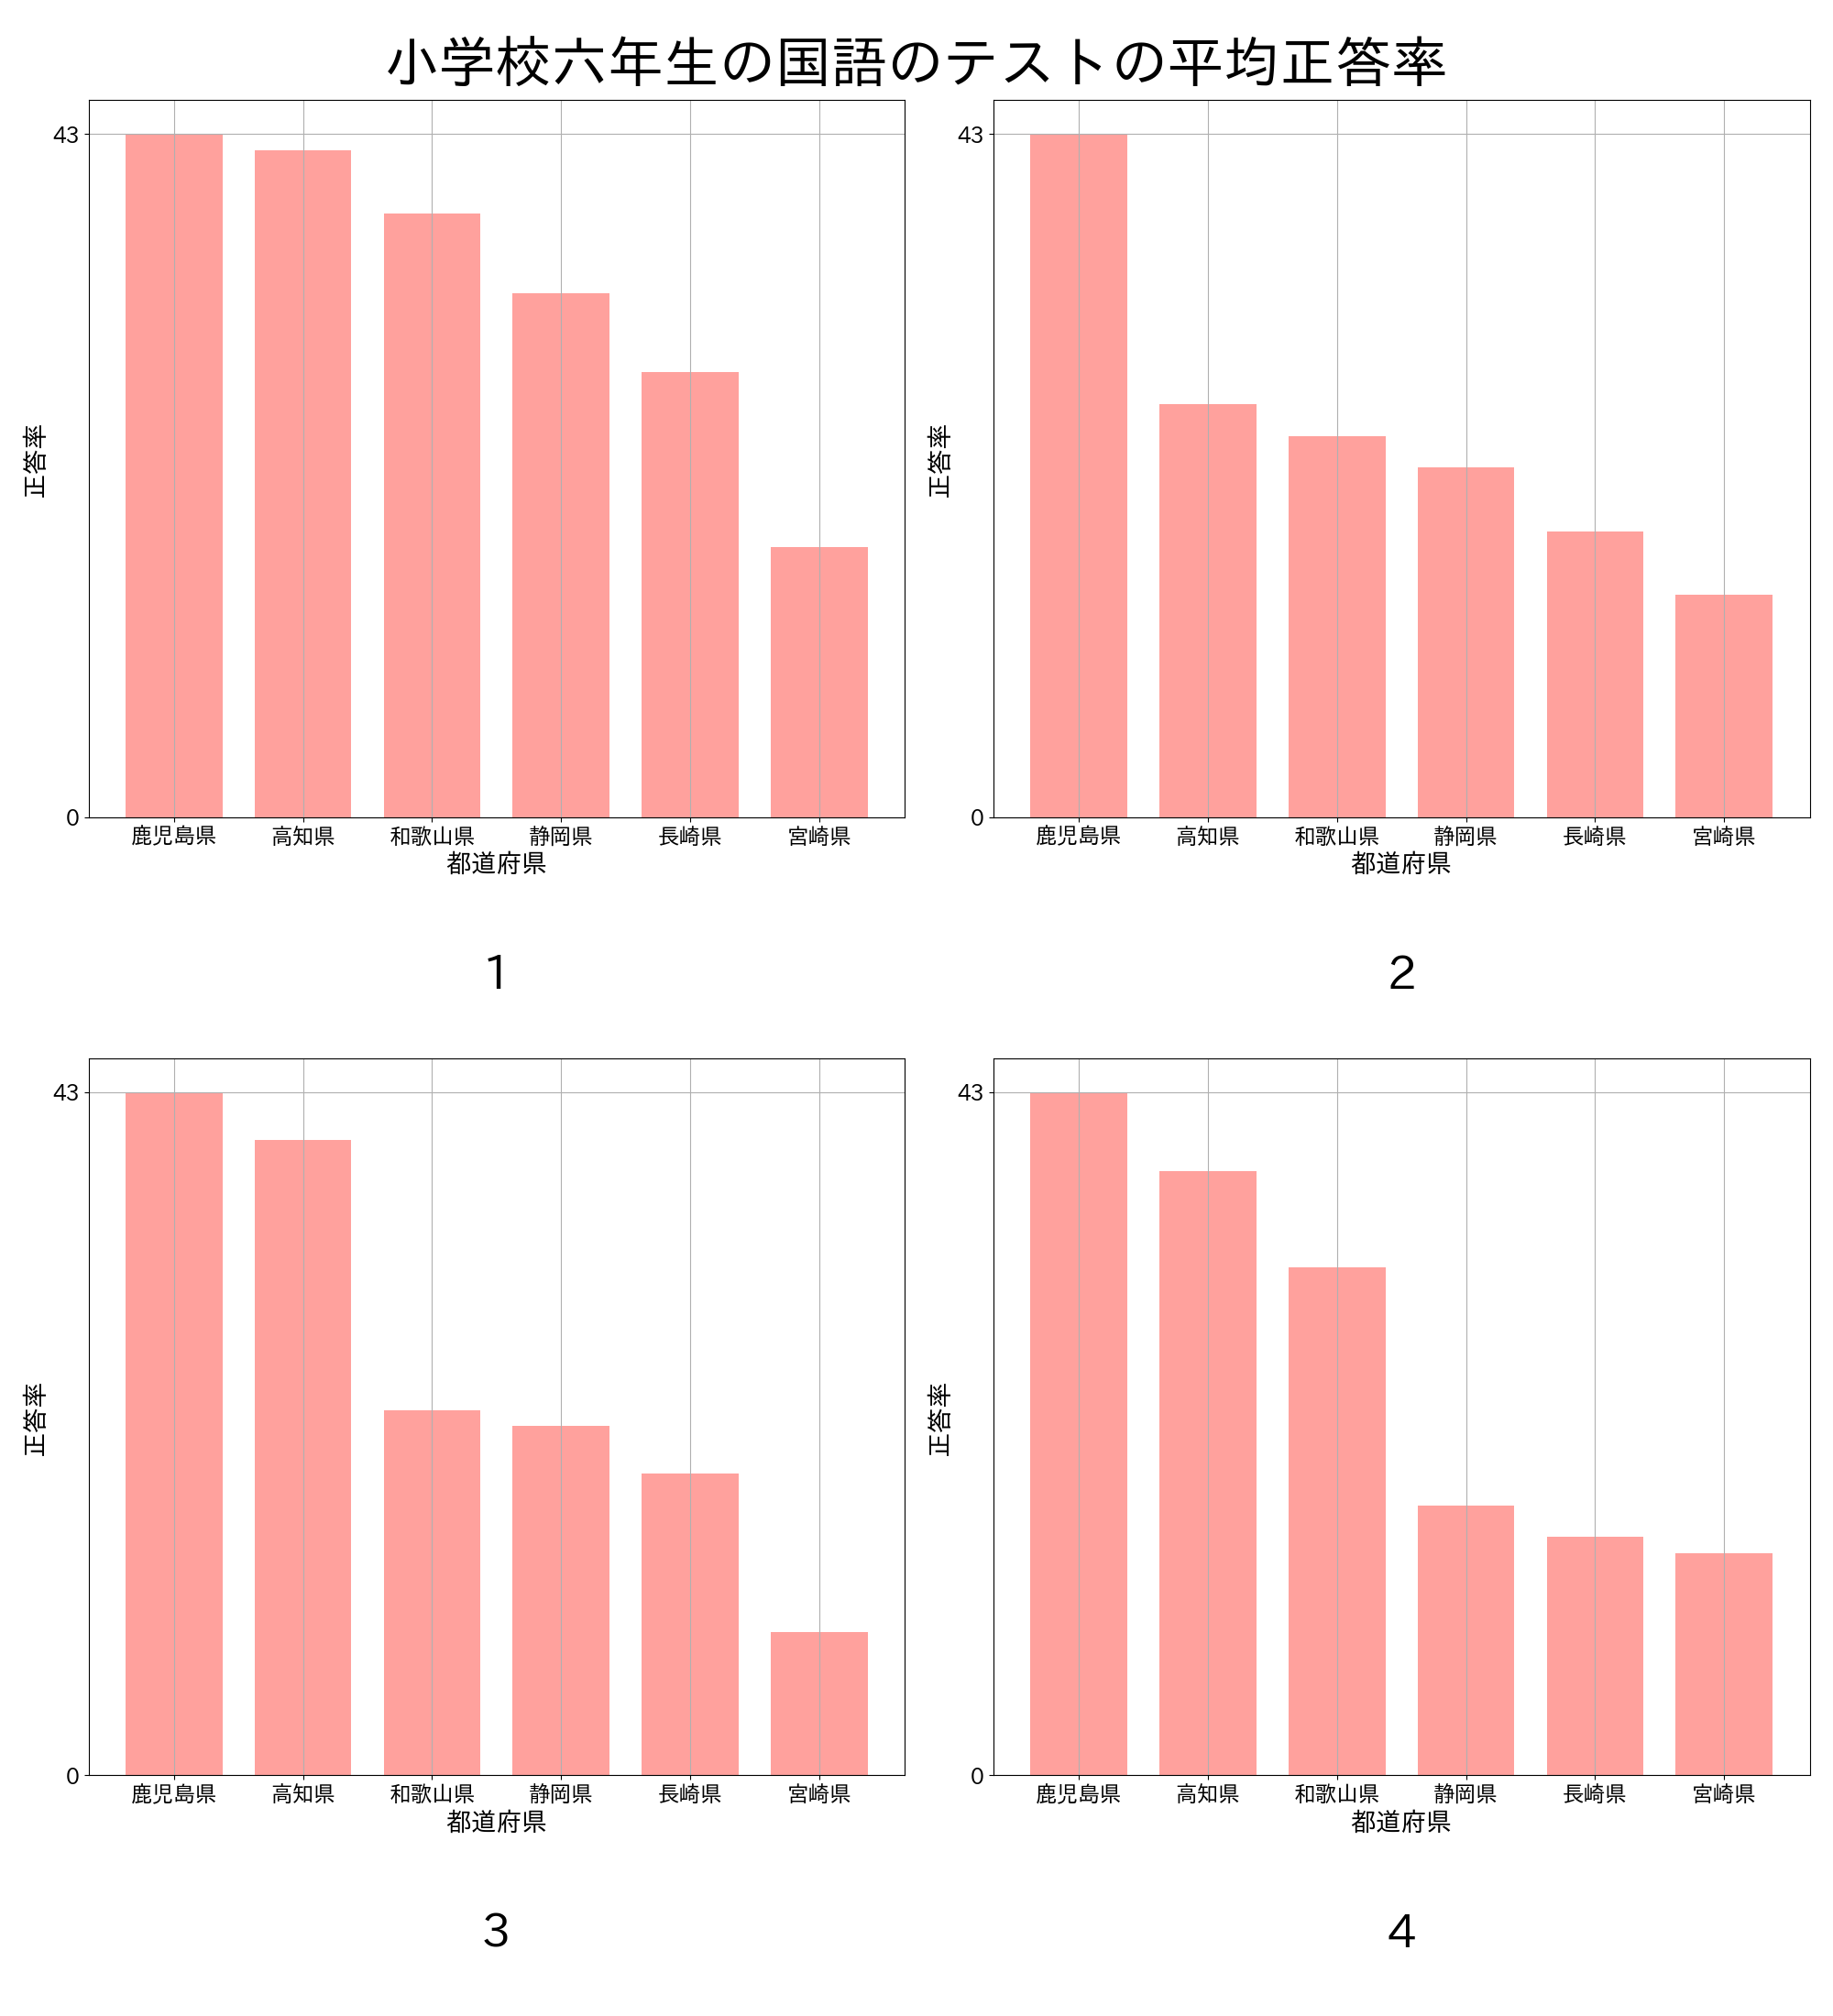 小学校六年生の国語のテストの平均正答率
43
0
正答率
鹿児島県 高知県 和歌山県 静岡県 長崎県 宮崎県
都道府県
1
43
0
正答率
鹿児島県 高知県 和歌山県 静岡県 長崎県 宮崎県
都道府県
2
43
0
正答率
鹿児島県 高知県 和歌山県 静岡県 長崎県 宮崎県
都道府県
3
43
0
正答率
鹿児島県 高知県 和歌山県 静岡県 長崎県 宮崎県
都道府県
4